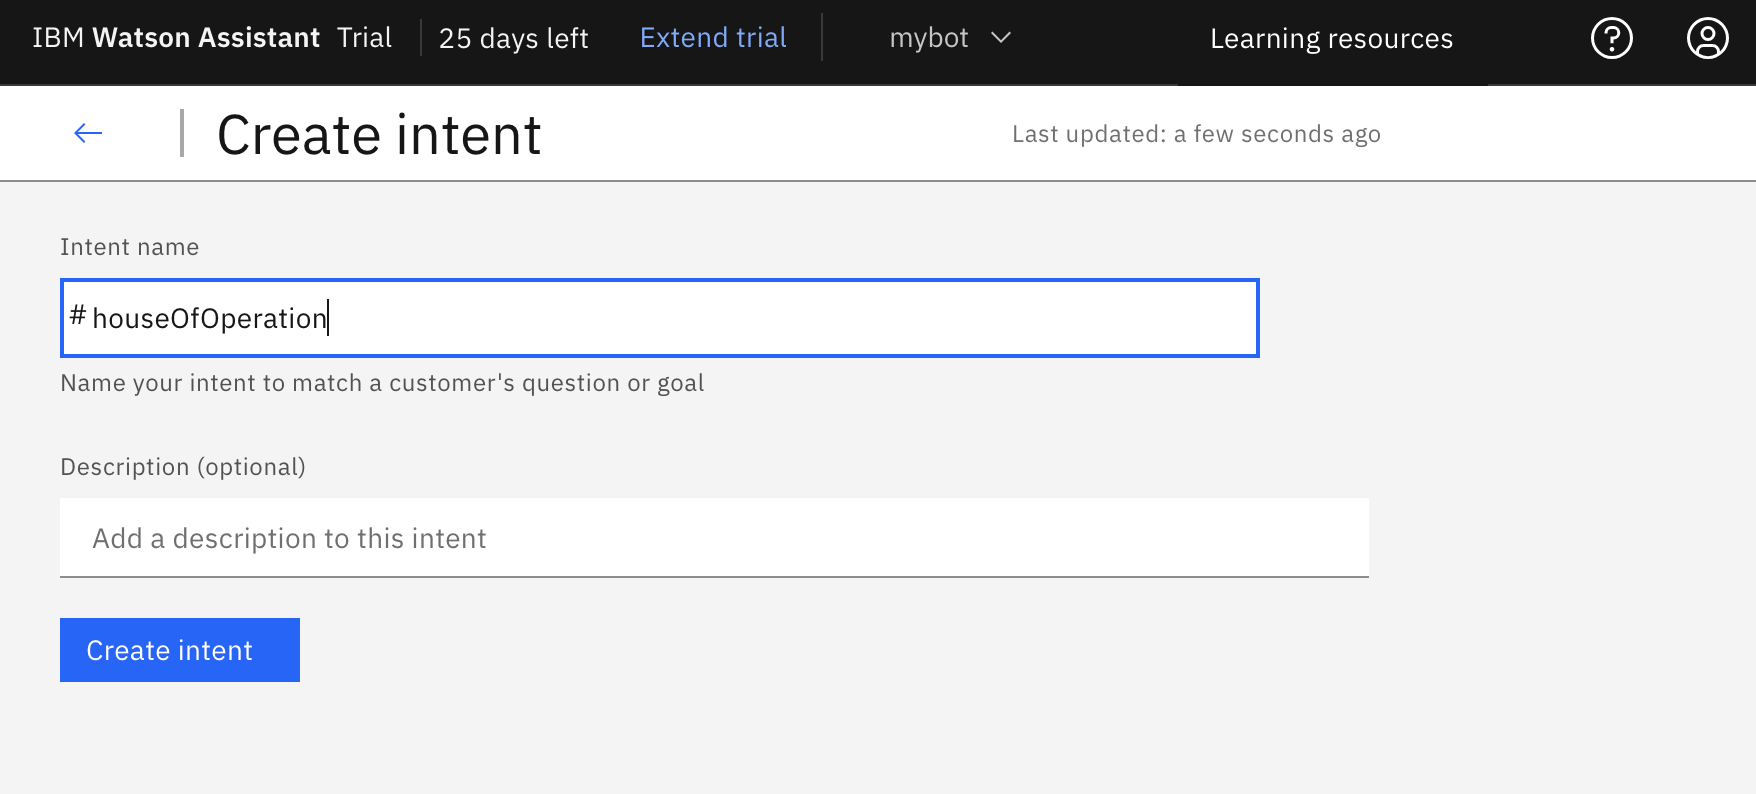 IBM Watson Assistant Trial 25 days left Extend trial mybot Learning resources
Create intent Last updated: a few seconds ago
Intent name
#houseOfOperation
Name your intent to match a customer's question or goal
Description (optional)
Add a description to this intent
Create intent